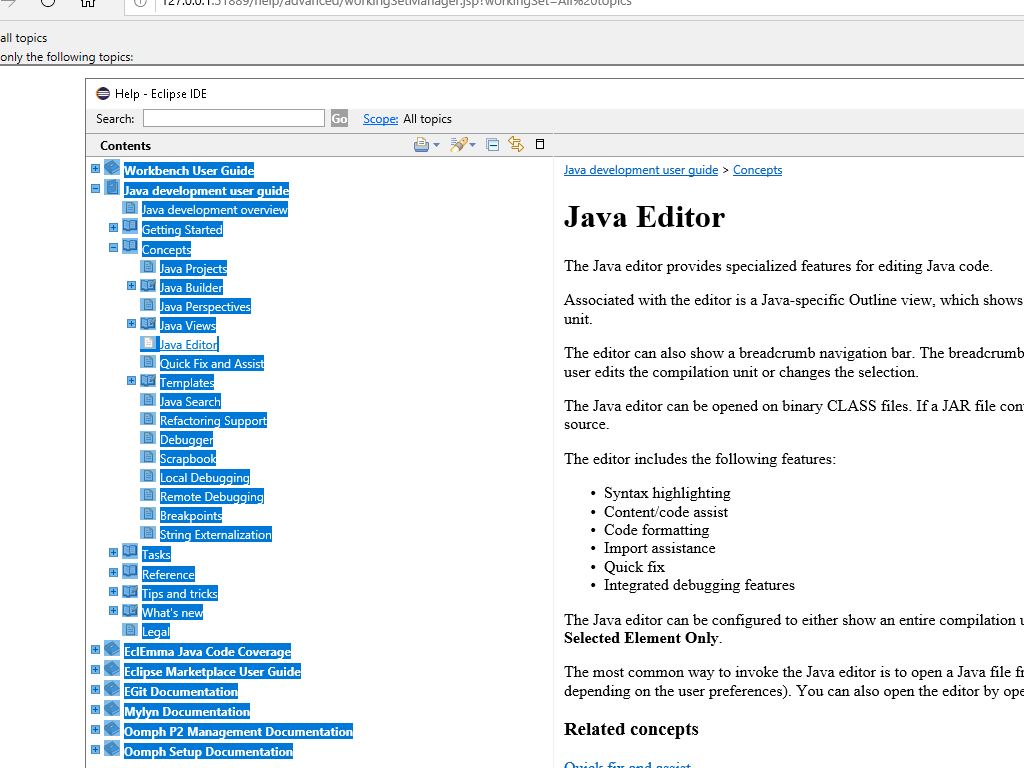 127.0.0.1:51889/help/advanced/workingSetManager.jsp?workingSet=All%20topics
all topics
only the following topics:
Help - Eclipse IDE
Search:
Go
Scope: All topics
Contents
Workbench User Guide
Java development user guide
Java development overview
Getting Started
Concepts
Java Projects
Java Builder
Java Perspectives
Java Views
Java Editor
Quick Fix and Assist
Templates
Java Search
Refactoring Support
Debugger
Scrapbook
Local Debugging
Remote Debugging
Breakpoints
String Externalization
Tasks
Reference
Tips and tricks
What's new
Legal
EclEmma Java Code Coverage
Eclipse Marketplace User Guide
EGit Documentation
Mylyn Documentation
Oomph P2 Management Documentation
Oomph Setup Documentation
Java development user guide > Concepts
Java Editor
The Java editor provides specialized features for editing Java code.
Associated with the editor is a Java-specific Outline view, which shows
unit.
The editor can also show a breadcrumb navigation bar. The breadcrumb
user edits the compilation unit or changes the selection.
The Java editor can be opened on binary CLASS files. If a JAR file
source.
The editor includes the following features:
• Syntax highlighting
• Content/code assist
• Code formatting
• Import assistance
• Quick fix
• Integrated debugging features
The Java editor can be configured to either show an entire compilation
Selected Element Only.
The most common way to invoke the Java editor is to open a Java file
depending on the user preferences). You can also open the editor by
Related concepts
Quick fix and assist